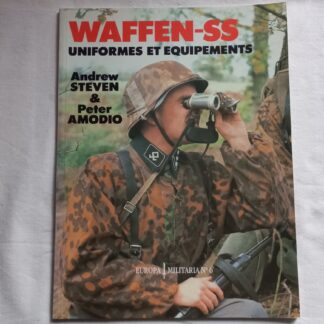 WAFFEN-SS
UNIFORMES ET EQUIPEMENTS
Andrew
STEVEN
&
Peter
AMODIO
EUROPA MILITARIA N° 6